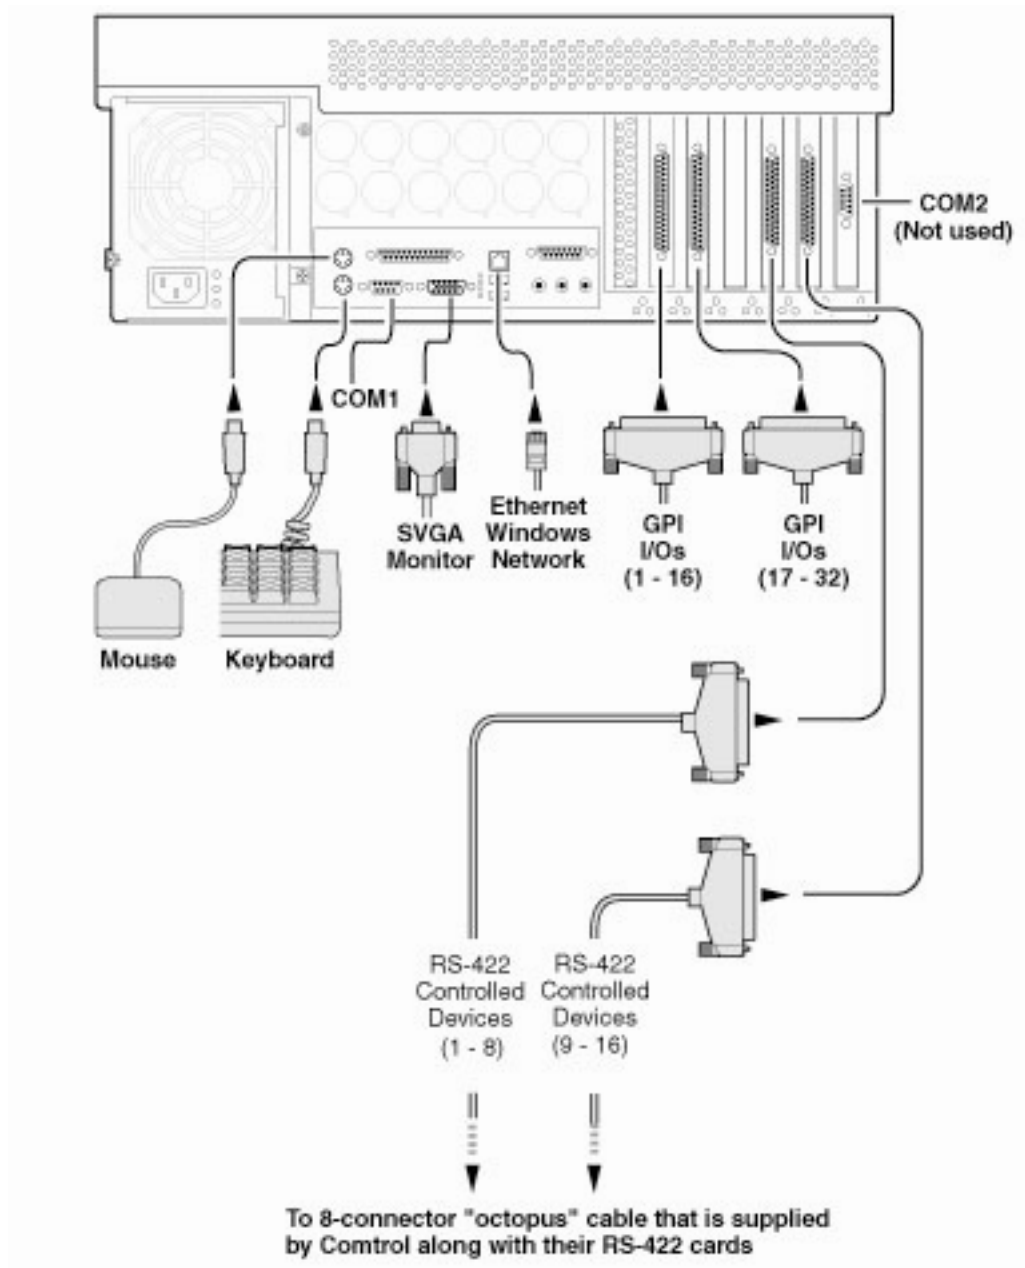 COM2
(Not used)
COM1
SVGA
Monitor
Ethernet
Windows
Network
GPI
I/Os
(1 - 16)
GPI
I/Os
(17 - 32)
Mouse
Keyboard
RS-422
Controlled
Devices
(1 - 8)
RS-422
Controlled
Devices
(9 - 16)
To 8-connector "octopus" cable that is supplied
by Comtrol along with their RS-422 cards